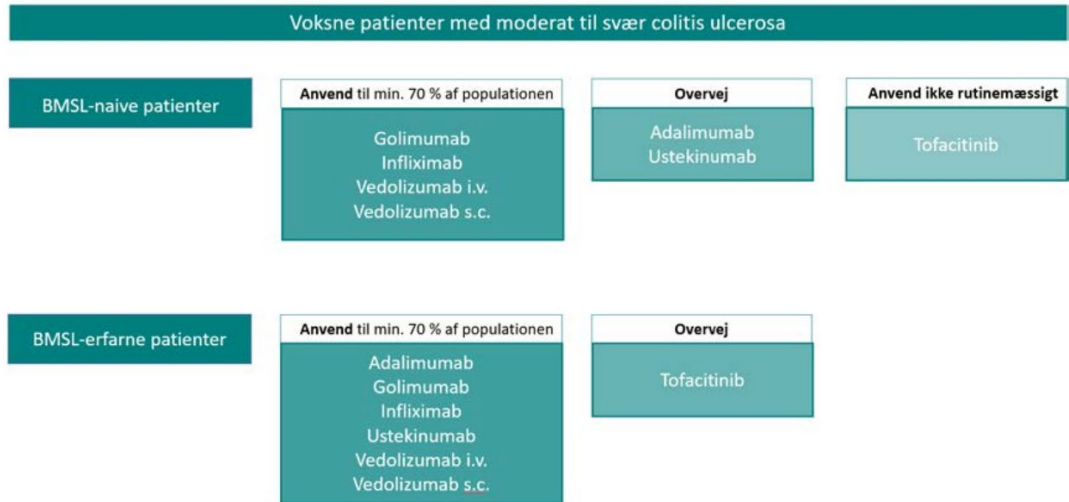 Voksne patienter med moderat til svær colitis ulcerosa
BMSL-naive patienter
Anvend til min. 70 % af populationen
Golimumab
Infliximab
Vedolizumab i.v.
Vedolizumab s.c.
Overvej
Adalimumab
Ustekinumab
Anvend ikke rutinemæssigt
Tofacitinib
BMSL-erfarne patienter
Anvend til min. 70 % af populationen
Adalimumab
Golimumab
Infliximab
Ustekinumab
Vedolizumab i.v.
Vedolizumab s.c.
Overvej
Tofacitinib